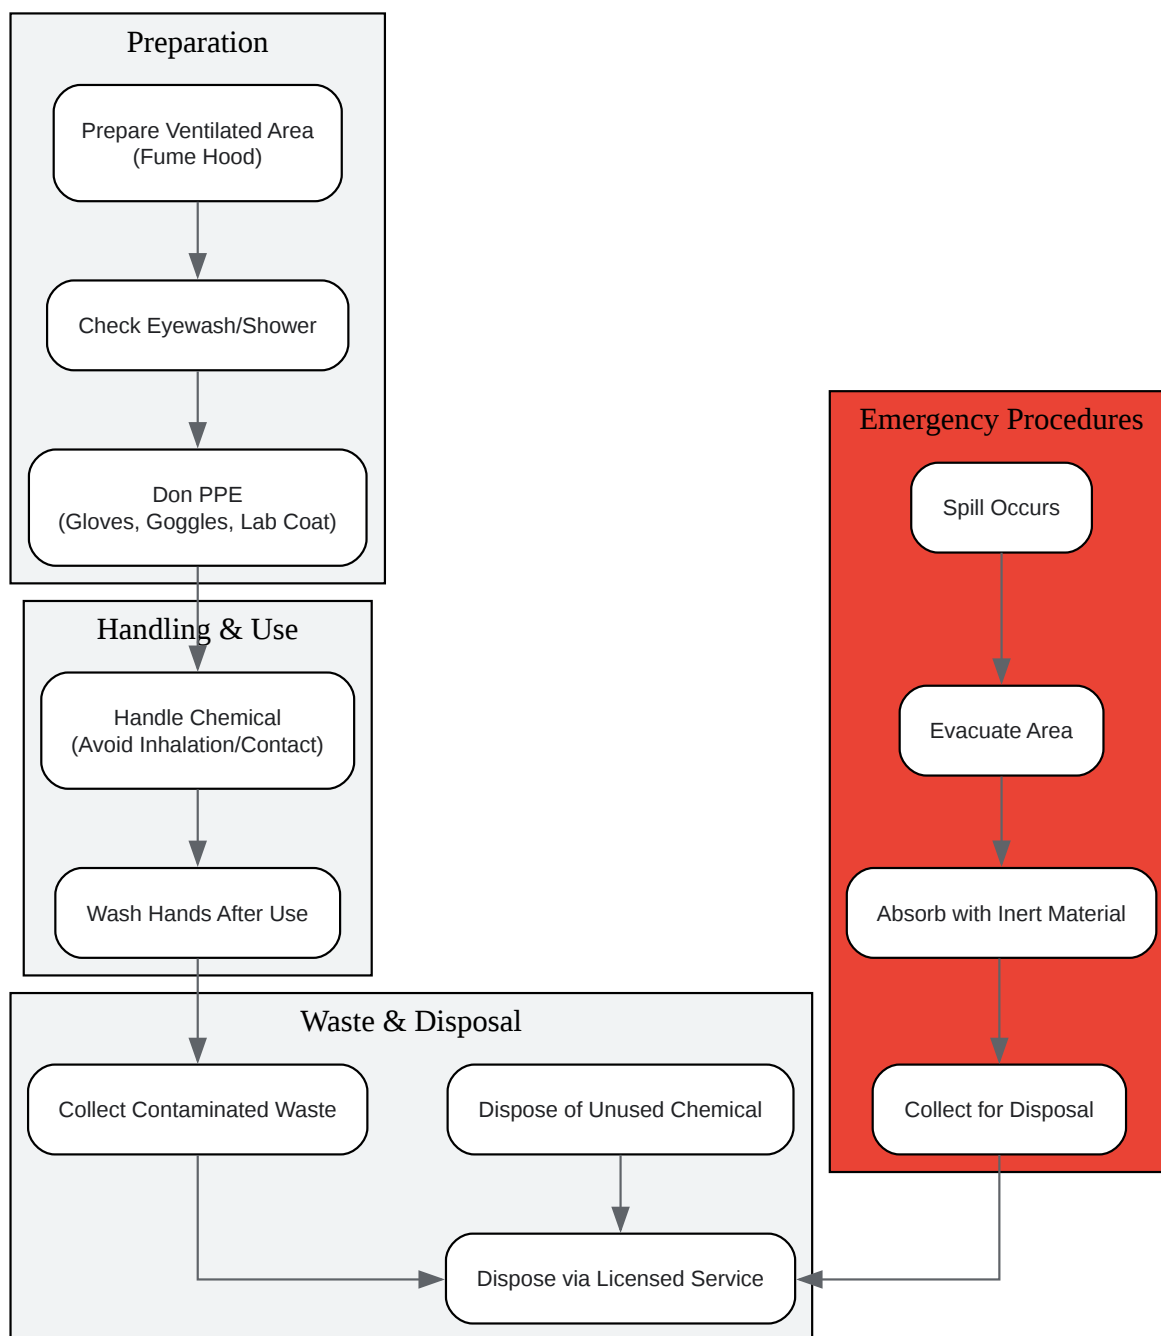 Preparation
Prepare Ventilated Area
(Fume Hood)
Check Eyewash/Shower
Don PPE
(Gloves, Goggles, Lab Coat)
Handling & Use
Handle Chemical
(Avoid Inhalation/Contact)
Wash Hands After Use
Waste & Disposal
Collect Contaminated Waste
Dispose of Unused Chemical
Dispose via Licensed Service
Emergency Procedures
Spill Occurs
Evacuate Area
Absorb with Inert Material
Collect for Disposal